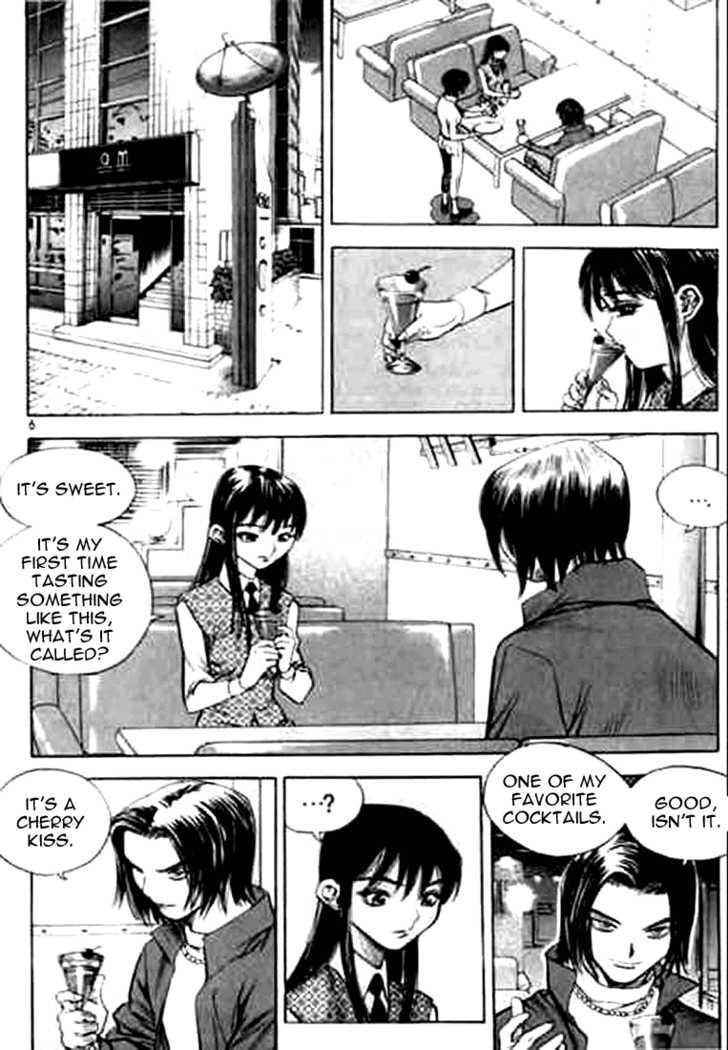 a m
6
IT'S SWEET.
IT'S MY
FIRST TIME
TASTING
SOMETHING
LIKE THIS,
WHAT'S IT
CALLED?
...
IT'S A
CHERRY
KISS.
...?
ONE OF MY
FAVORITE
COCKTAILS.
GOOD,
ISN'T IT.